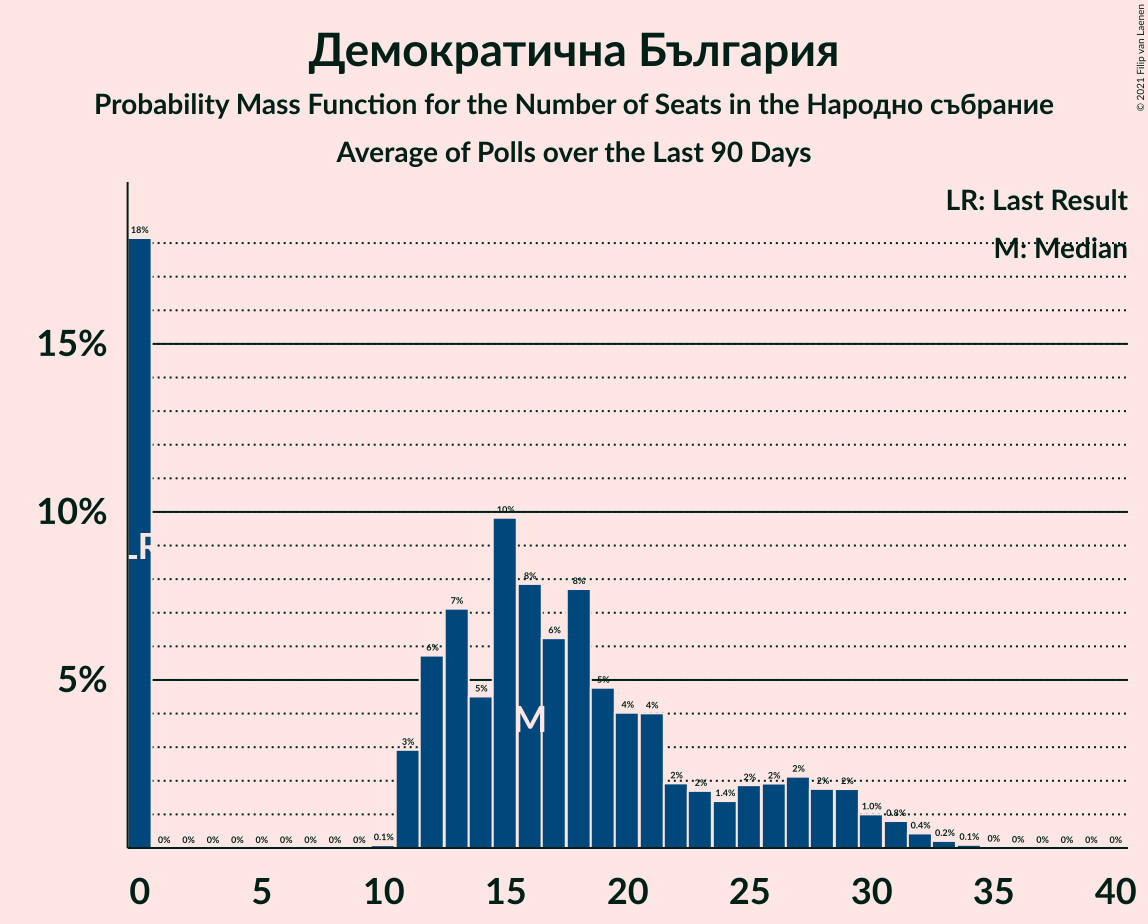 Демократична България
Probability Mass Function for the Number of Seats in the Народно събрание
Average of Polls over the Last 90 Days
© 2021 Filip van Laenen
LR: Last Result
M: Median
15%
10%
5%
LR
M
18% 0% 0% 0% 0% 0% 0% 0% 0% 0% 0.1% 3% 6% 7% 5% 10% 8% 6% 8% 5% 4% 4% 2% 2% 1.4% 2% 2% 2% 2% 2% 1.0% 0.8% 0.4% 0.2% 0.1% 0% 0% 0% 0% 0% 0%
0 5 10 15 20 25 30 35 40